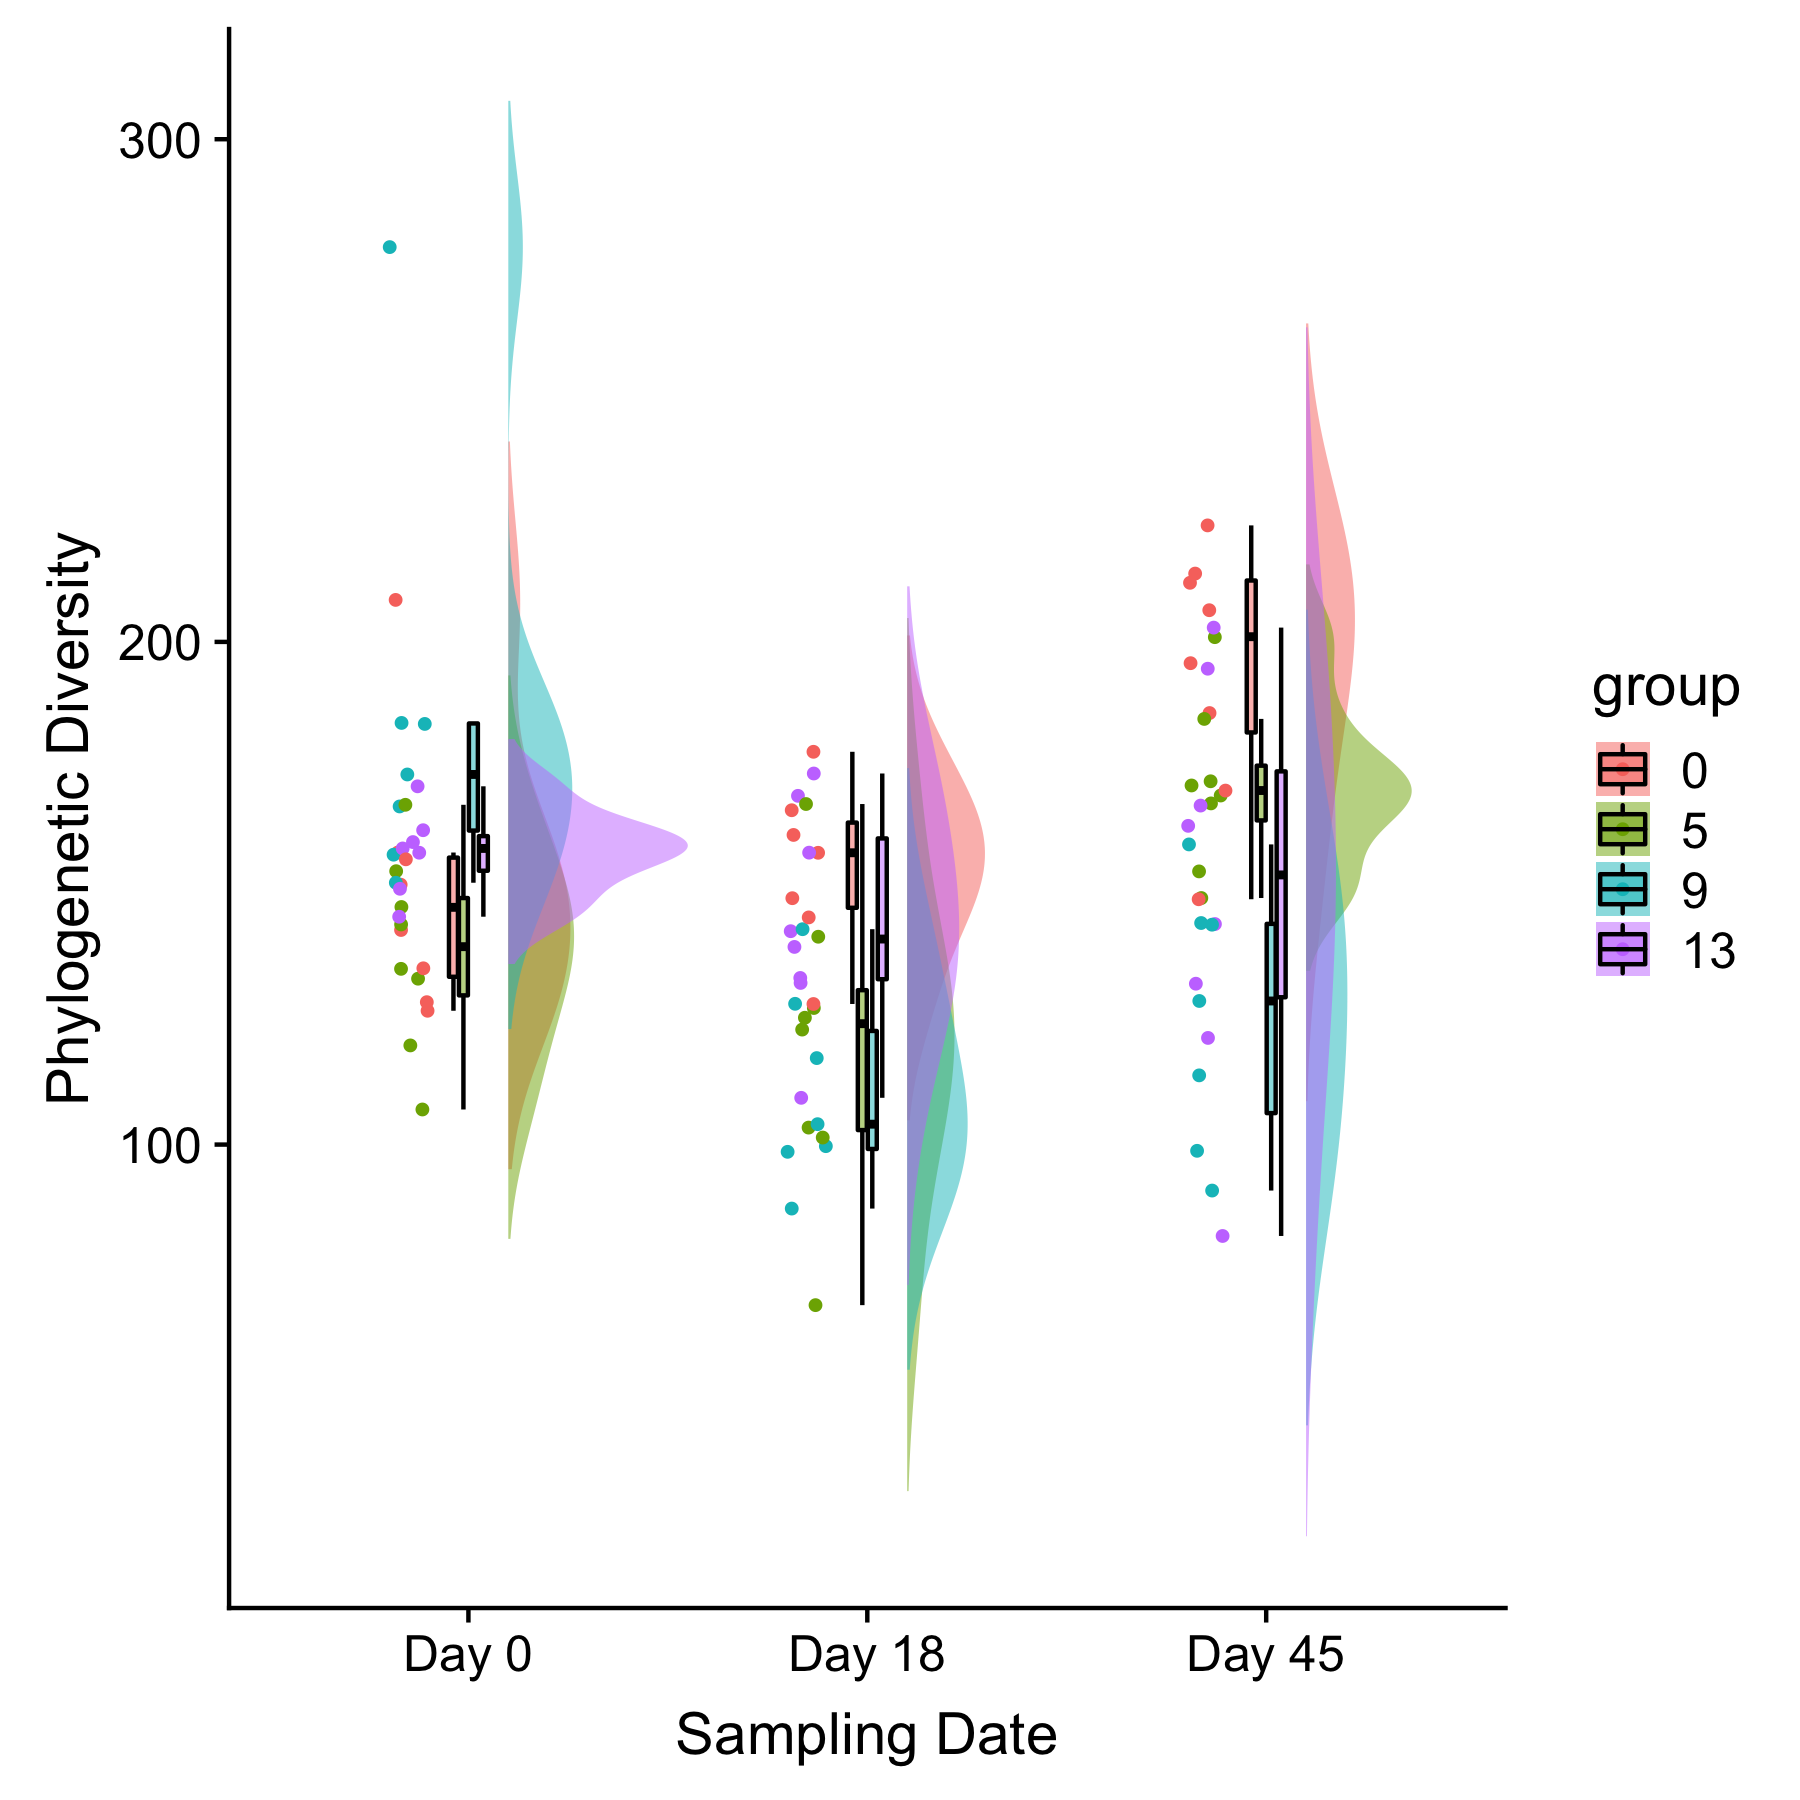 300
200
100
Phylogenetic Diversity
Day 0
Day 18
Day 45
Sampling Date
group
0
5
9
13